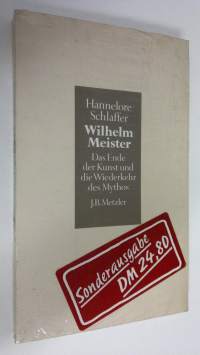 Hannelore
Schlaffer
Wilhelm
Meister
Das Ende
der Kunst und
die Wiederkehr
des Mythos
J.B. Metzler
Sonderausgabe
DM 24,80